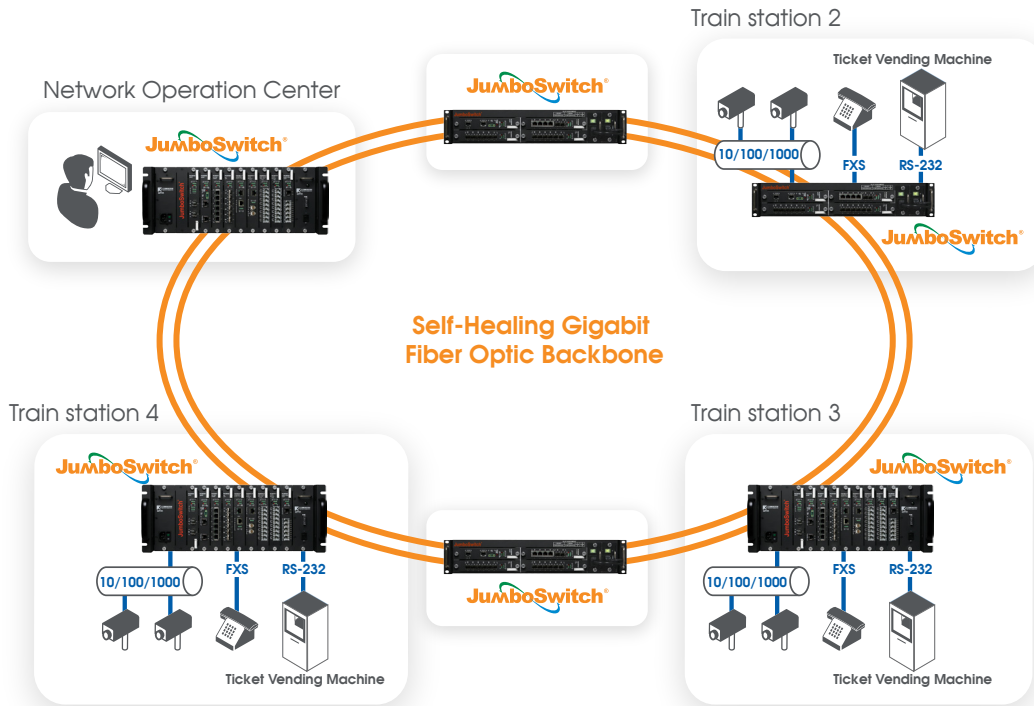 Train station 2
Ticket Vending Machine
JumboSwitch®
Network Operation Center
JumboSwitch®
10/100/1000
FXS
RS-232
JumboSwitch®
JumboSwitch
Self-Healing Gigabit
Fiber Optic Backbone
Train station 4
Train station 3
JumboSwitch®
JumboSwitch®
JumboSwitch
JumboSwitch
10/100/1000
FXS
RS-232
JumboSwitch®
10/100/1000
FXS
RS-232
Ticket Vending Machine
Ticket Vending Machine